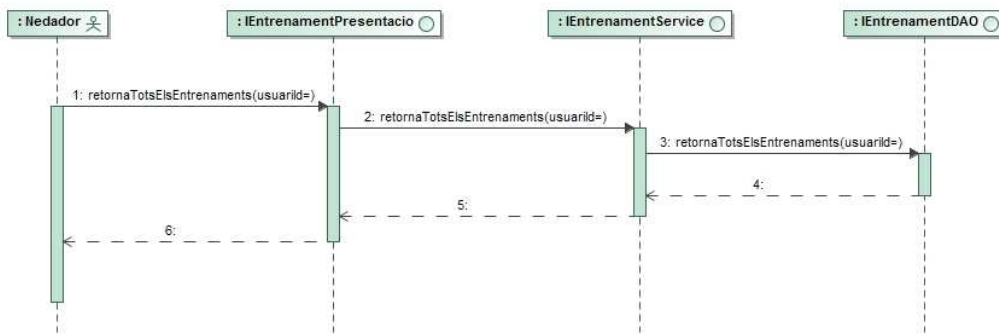 : Nedador
: IEntrenamentPresentacio
: IEntrenamentService
: IEntrenamentDAO
1: retornaTotsElsEntrenaments(usuariId=)
2: retornaTotsElsEntrenaments(usuariId=)
3: retornaTotsElsEntrenaments(usuariId=)
4:
5:
6: